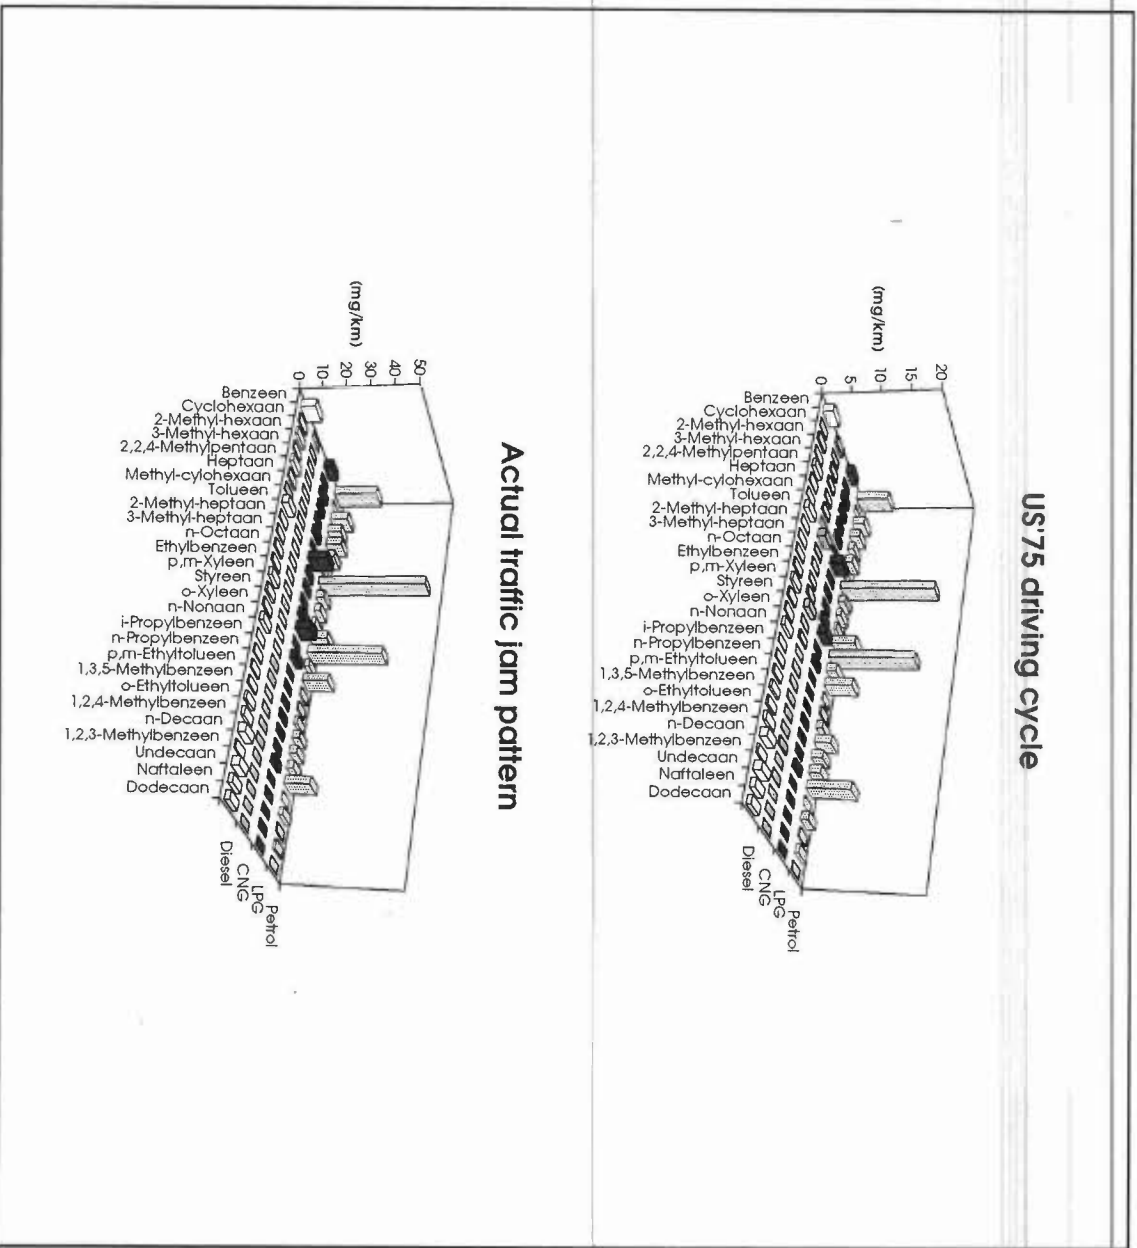 US'75 driving cycle
(mg/km)
20
15
10
5
0
Benzeen
Cyclohexaan
2-Methyl-hexaan
3-Methyl-hexaan
2,2,4-Methylpentaan
Heptaan
Methyl-cylohexaan
Tolueen
2-Methyl-heptaan
3-Methyl-heptaan
n-Octaan
Ethylbenzeen
p,m-Xyleen
Styreen
o-Xyleen
n-Nonaan
i-Propylbenzeen
n-Propylbenzeen
p,m-Ethyltolueen
1,3,5-Methylbenzeen
o-Ethyltolueen
1,2,4-Methylbenzeen
n-Decaan
1,2,3-Methylbenzeen
Undecaan
Naftaleen
Dodecaan
Petrol
LPG
CNG
Diesel
Actual traffic jam pattern
(mg/km)
50
40
30
20
10
0
Benzeen
Cyclohexaan
2-Methyl-hexaan
3-Methyl-hexaan
2,2,4-Methylpentaan
Heptaan
Methyl-cylohexaan
Tolueen
2-Methyl-heptaan
3-Methyl-heptaan
n-Octaan
Ethylbenzeen
p,m-Xyleen
Styreen
o-Xyleen
n-Nonaan
i-Propylbenzeen
n-Propylbenzeen
p,m-Ethyltolueen
1,3,5-Methylbenzeen
o-Ethyltolueen
1,2,4-Methylbenzeen
n-Decaan
1,2,3-Methylbenzeen
Undecaan
Naftaleen
Dodecaan
Petrol
LPG
CNG
Diesel